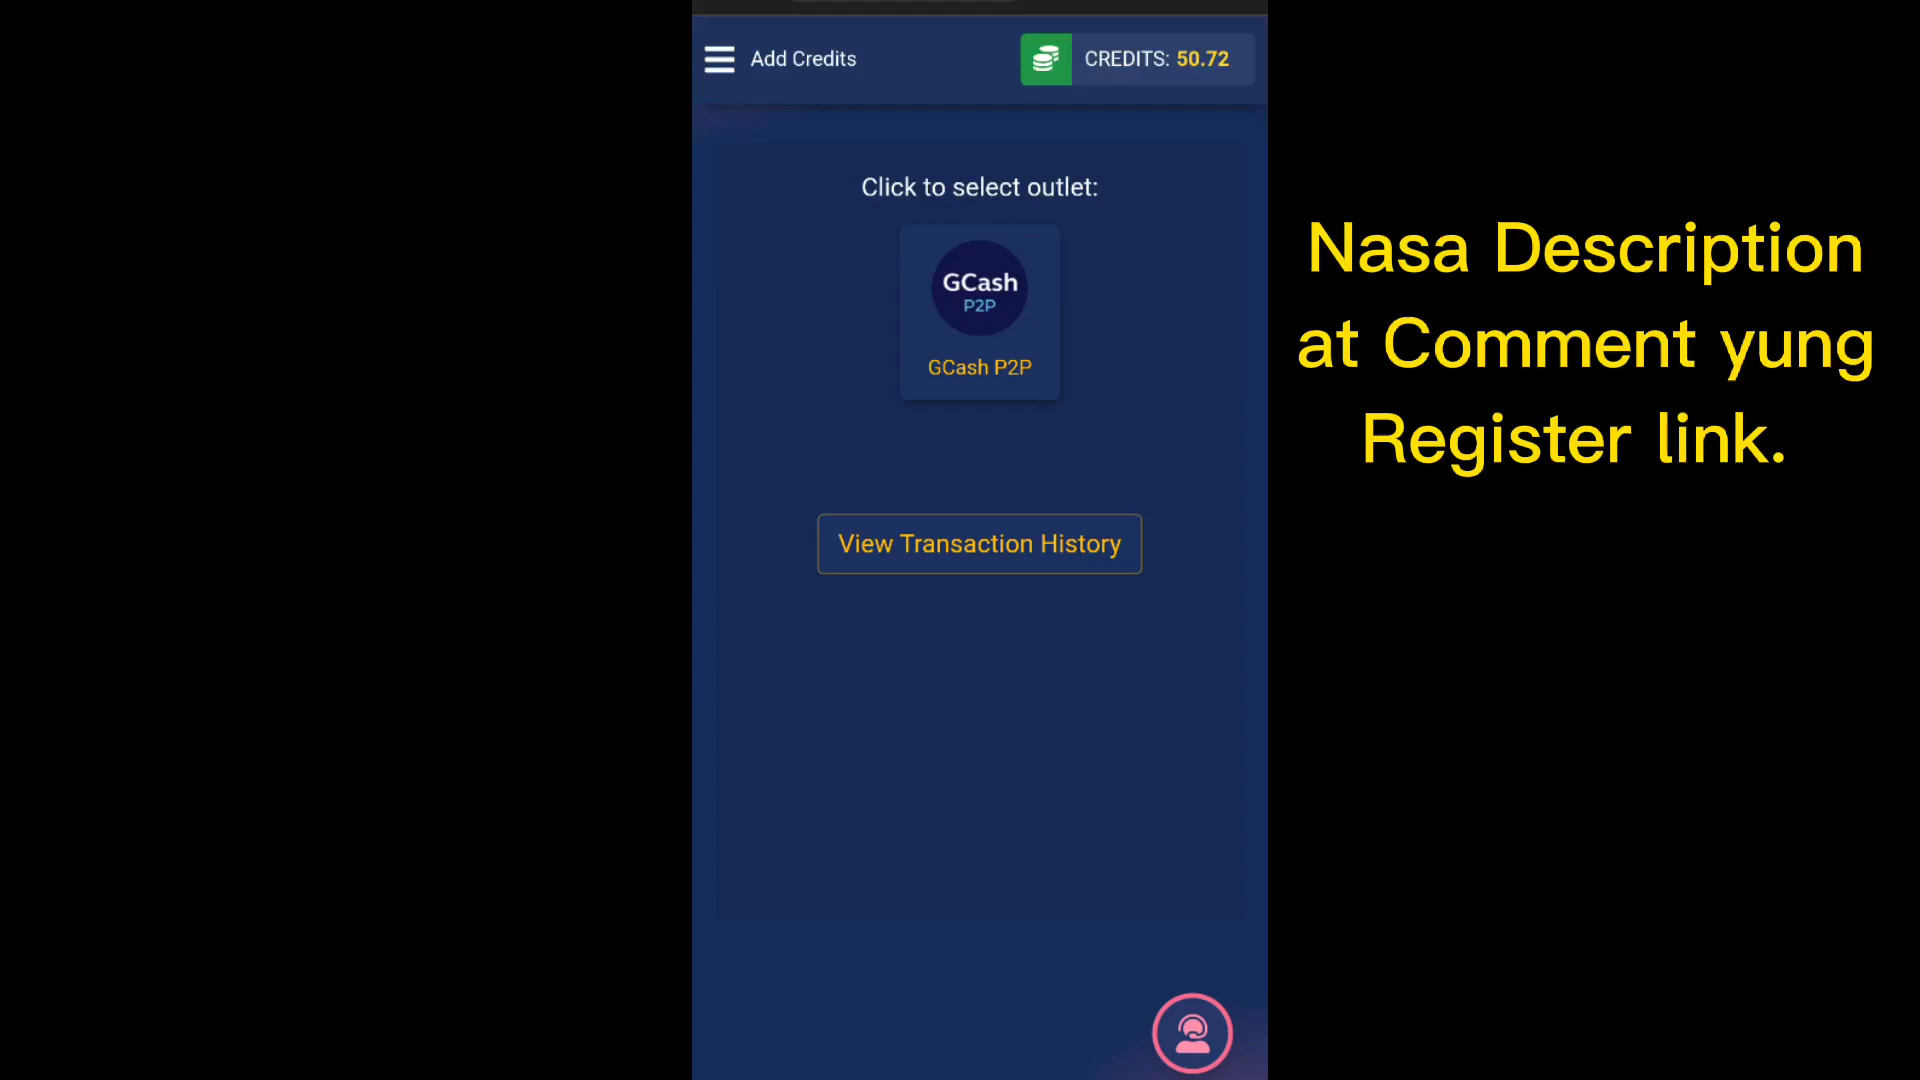 Add Credits
CREDITS: 50.72
Click to select outlet:
GCash
P2P
GCash P2P
View Transaction History
Nasa Description
at Comment yung
Register link.